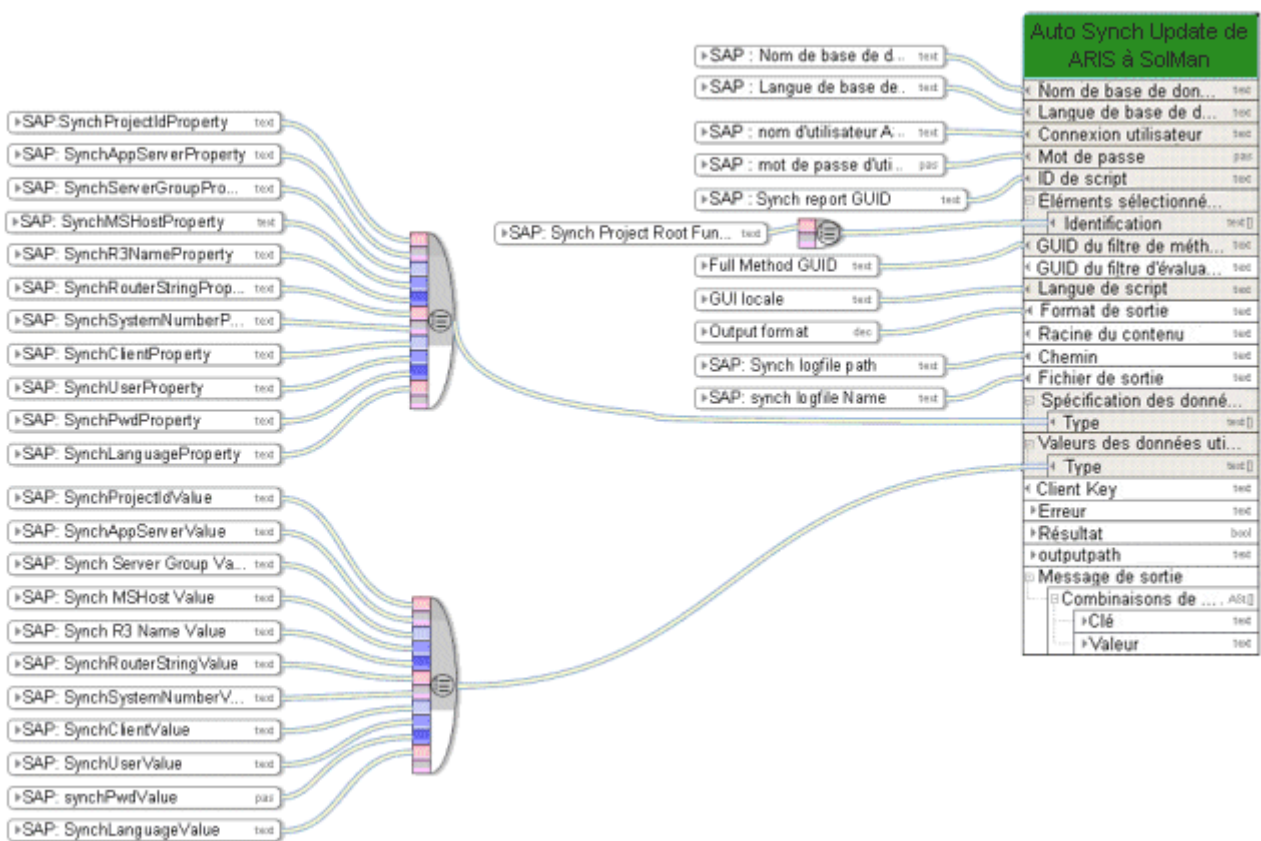 Auto Synch Update de
ARIS à SolMan
SAP : Nom de base de d... text
SAP : Langue de base de.. text
SAP : nom d'utilisateur A... text
SAP : mot de passe d'uti... pas
SAP : Synch report GUID text
SAP: Synch Project Root Fun... text
Full Method GUID text
GUI locale text
Output format dec
SAP: Synch logfile path text
SAP: synch logfile Name text
Nom de base de don... text
Langue de base de d... text
Connexion utilisateur text
Mot de passe pas
ID de script text
Éléments sélectionné...
Identification text[]
GUID du filtre de méth... text
GUID du filtre d'évalua... text
Langue de script text
Format de sortie text
Racine du contenu text
Chemin text
Fichier de sortie text
Spécification des donné...
Type text[]
Valeurs des données uti...
Type text[]
Client Key text
Erreur text
Résultat bool
outputpath text
Message de sortie
Combinaisons de .... ASt[]
Clé text
Valeur text
SAP:SynchProjectIdProperty text
SAP: SynchAppServerProperty text
SAP: SynchServerGroupPro... text
SAP: SynchMSHostProperty text
SAP: SynchR3NameProperty text
SAP: SynchRouterStringProp... text
SAP: SynchSystemNumberP... text
SAP: SynchClientProperty text
SAP: SynchUserProperty text
SAP: SynchPwdProperty text
SAP: SynchLanguageProperty text
SAP: SynchProjectIdValue text
SAP: SynchAppServerValue text
SAP: Synch Server Group Va... text
SAP: Synch MSHost Value text
SAP: Synch R3 Name Value text
SAP: SynchRouterStringValue text
SAP: SynchSystemNumberV... text
SAP: SynchClientValue text
SAP: SynchUserValue text
SAP: synchPwdValue pas
SAP: SynchLanguageValue text